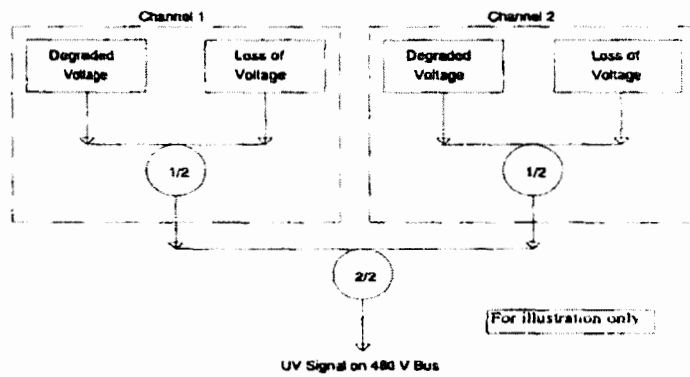 Channel 1
Channel 2
Degraded
Voltage
Loss of
Voltage
Degraded
Voltage
Loss of
Voltage
1/2
1/2
2/2
For illustration only
UV Signal on 480 V Bus